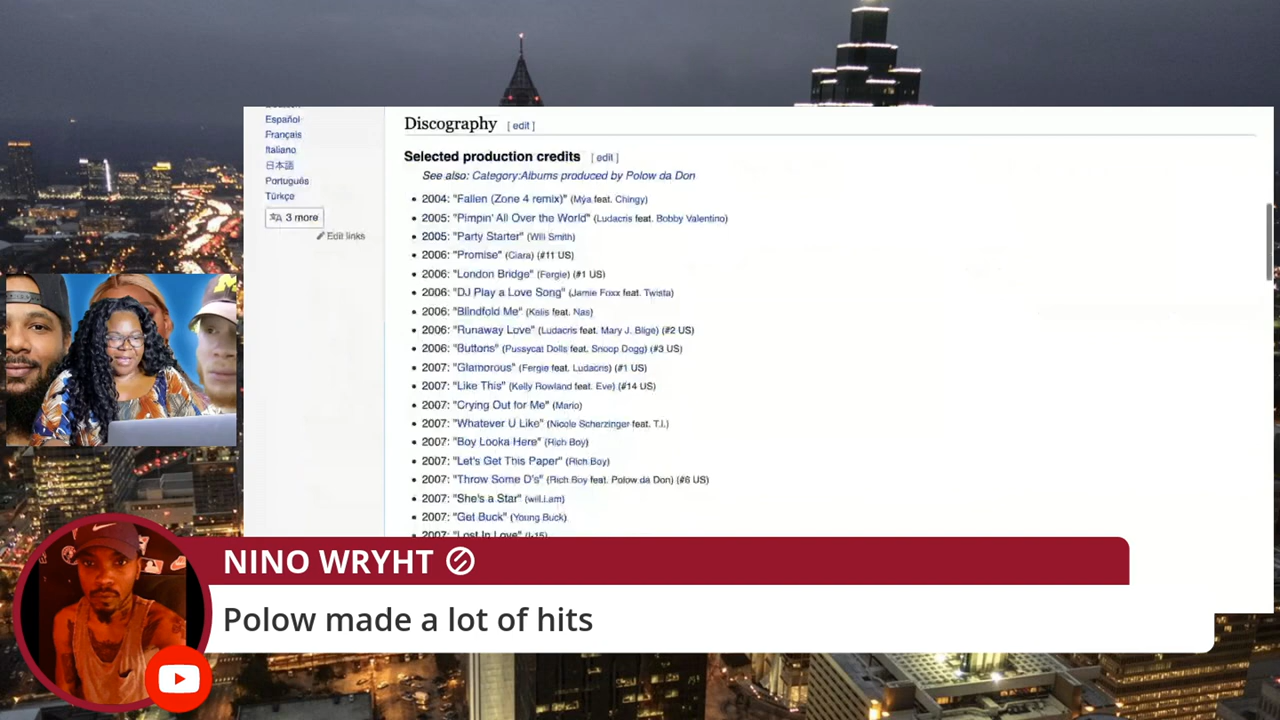 Español
Français
Italiano
日本語
Português
Türkçe
3 more
Edit links
Discography [ edit ]
Selected production credits [ edit ]
See also: Category:Albums produced by Polow da Don
2004: "Fallen (Zone 4 remix)" (Mýa feat. Chingy)
2005: "Pimpin' All Over the World" (Ludacris feat. Bobby Valentino)
2005: "Party Starter" (Will Smith)
2006: "Promise" (Ciara) (#11 US)
2006: "London Bridge" (Fergie) (#1 US)
2006: "DJ Play a Love Song" (Jamie Foxx feat. Twista)
2006: "Blindfold Me" (Kelis feat. Nas)
2006: "Runaway Love" (Ludacris feat. Mary J. Blige) (#2 US)
2006: "Buttons" (Pussycat Dolls feat. Snoop Dogg) (#3 US)
2007: "Glamorous" (Fergie feat. Ludacris) (#1 US)
2007: "Like This" (Kelly Rowland feat. Eve) (#14 US)
2007: "Crying Out for Me" (Mario)
2007: "Whatever U Like" (Nicole Scherzinger feat. T.I.)
2007: "Boy Looka Here" (Rich Boy)
2007: "Let's Get This Paper" (Rich Boy)
2007: "Throw Some D's" (Rich Boy feat. Polow da Don) (#6 US)
2007: "She's a Star" (will.i.am)
2007: "Get Buck" (Young Buck)
2007: "Lost In Love" (J-15)
NINO WRYHT
Polow made a lot of hits